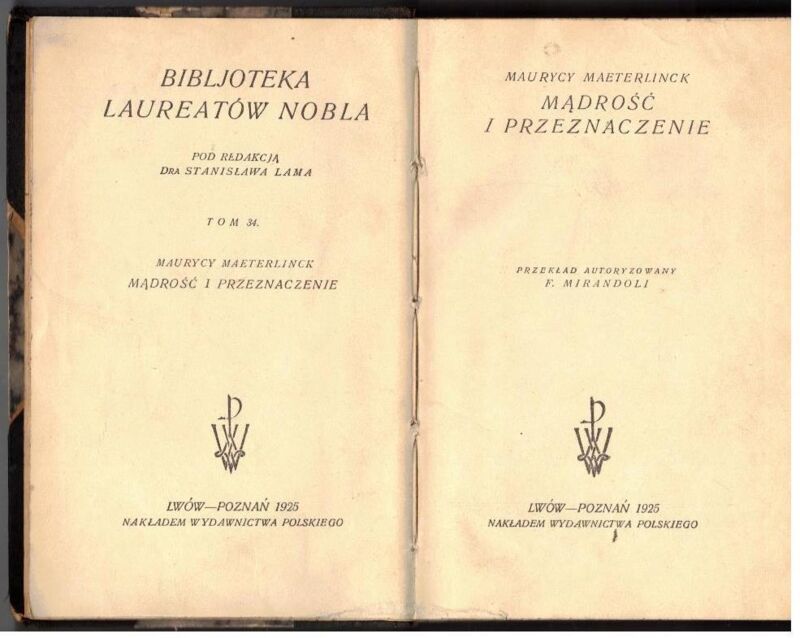 BIBLJOTEKA
LAUREATÓW NOBLA
POD REDAKCJĄ
DRA STANISŁAWA LAMA
TOM 34.
MAURYCY MAETERLINCK
MĄDROŚĆ I PRZEZNACZENIE
LWÓW—POZNAŃ 1925
NAKŁADEM WYDAWNICTWA POLSKIEGO
MAURYCY MAETERLINCK
MĄDROŚĆ
I PRZEZNACZENIE
PRZEKŁAD AUTORYZOWANY
F. MIRANDOLI
LWÓW—POZNAŃ 1925
NAKŁADEM WYDAWNICTWA POLSKIEGO